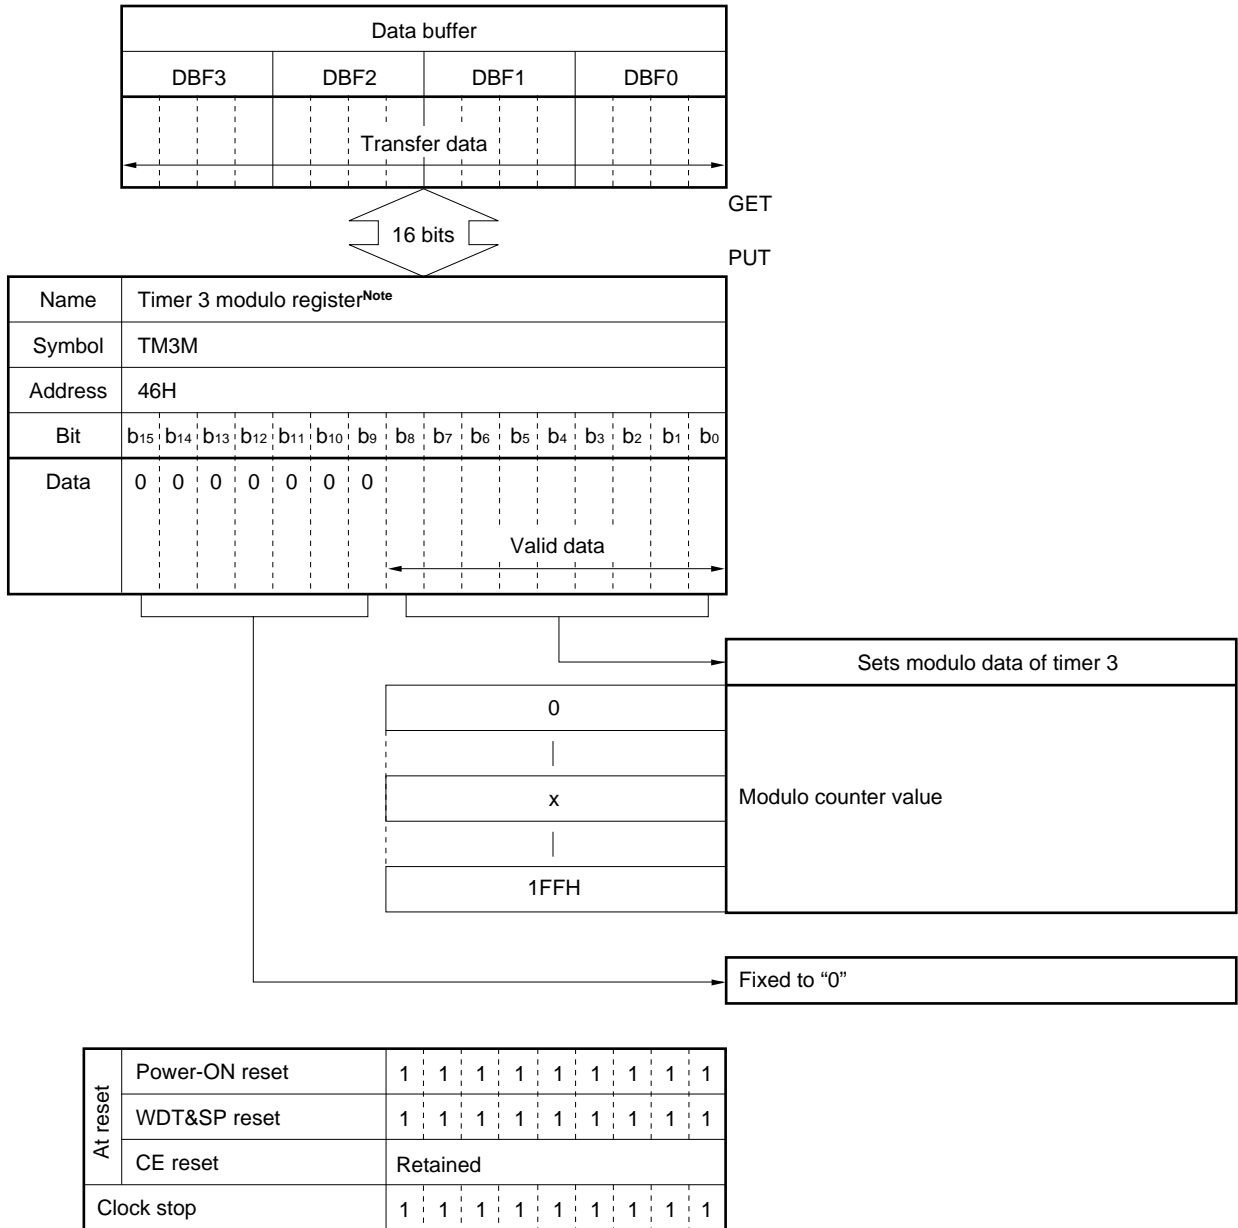 Data buffer
DBF3 DBF2 DBF1 DBF0
Transfer data
GET
16 bits
PUT
Name Timer 3 modulo registerNote
Symbol TM3M
Address 46H
Bit b15 b14 b13 b12 b11 b10 b9 b8 b7 b6 b5 b4 b3 b2 b1 b0
Data 0 0 0 0 0 0 0
Valid data
Sets modulo data of timer 3
0
x Modulo counter value
1FFH
Fixed to “0”
At reset
Power-ON reset 1 1 1 1 1 1 1 1 1
WDT&SP reset 1 1 1 1 1 1 1 1 1
CE reset Retained
Clock stop 1 1 1 1 1 1 1 1 1